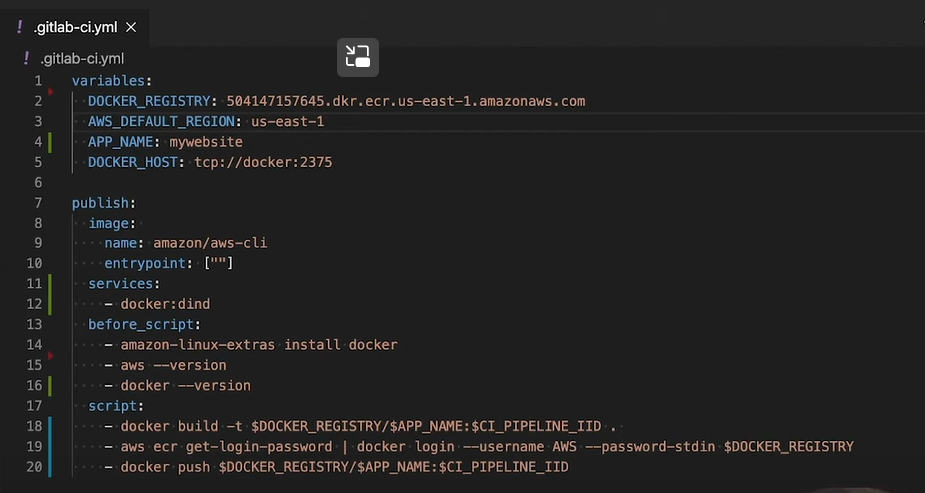 ! .gitlab-ci.yml ×
! .gitlab-ci.yml
1 variables:
2 DOCKER_REGISTRY: 504147157645.dkr.ecr.us-east-1.amazonaws.com
3 AWS_DEFAULT_REGION: us-east-1
4 APP_NAME: mywebsite
5 DOCKER_HOST: tcp://docker:2375
6
7 publish:
8 image:
9 name: amazon/aws-cli
10 entrypoint: [""]
11 services:
12 - docker:dind
13 before_script:
14 - amazon-linux-extras install docker
15 - aws --version
16 - docker --version
17 script:
18 - docker build -t $DOCKER_REGISTRY/$APP_NAME:$CI_PIPELINE_IID .
19 - aws ecr get-login-password | docker login --username AWS --password-stdin $DOCKER_REGISTRY
20 - docker push $DOCKER_REGISTRY/$APP_NAME:$CI_PIPELINE_IID